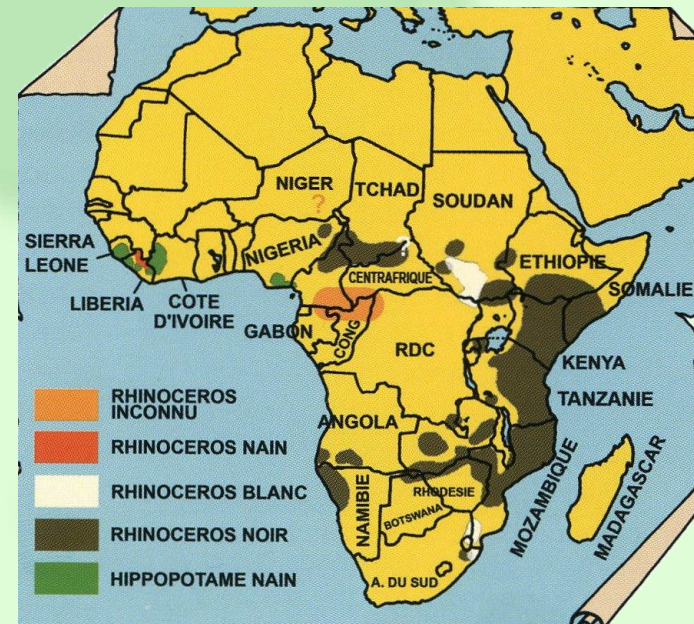 NIGER
TCHAD
SOUDAN
?
?
NIGERIA
SIERRA
LEONE
CENTRAFRIQUE
ETHIOPIE
SOMALIE
LIBERIA
COTE
D'IVOIRE
GABON
CONG
RDC
KENYA
TANZANIE
RHINOCEROS
INCONNU
ANGOLA
RHINOCEROS NAIN
RHINOCEROS BLANC
RHODESIE
MOZAMBIQUE
MADAGASCAR
NAMIBIE
BOTSWANA
RHINOCEROS NOIR
HIPPOPOTAME NAIN
A. DU SUD